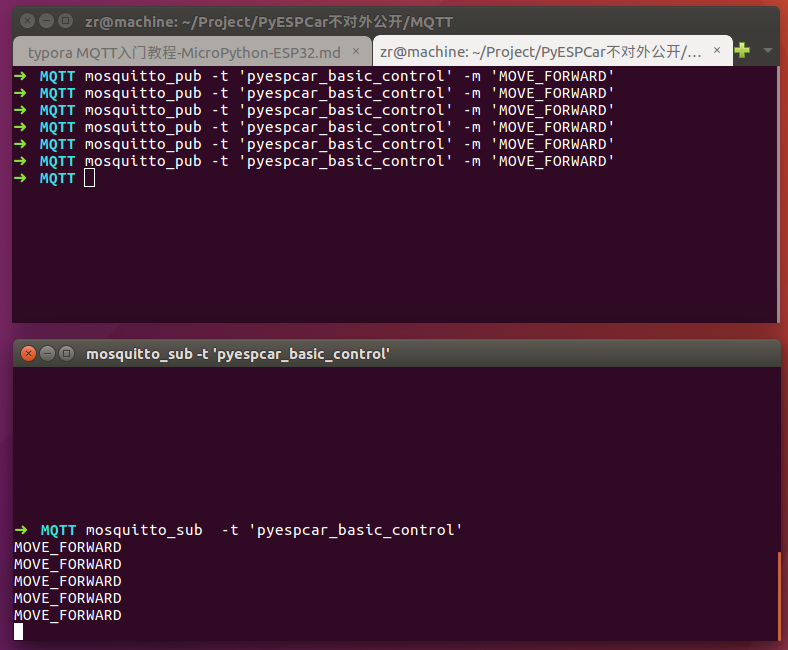 zr@machine: ~/Project/PyESPCar不对外公开/MQTT
typora MQTT入门教程-MicroPython-ESP32.md × zr@machine: ~/Project/PyESPCar不对外公开/... ×
➜ MQTT mosquitto_pub -t 'pyespcar_basic_control' -m 'MOVE_FORWARD'
➜ MQTT mosquitto_pub -t 'pyespcar_basic_control' -m 'MOVE_FORWARD'
➜ MQTT mosquitto_pub -t 'pyespcar_basic_control' -m 'MOVE_FORWARD'
➜ MQTT mosquitto_pub -t 'pyespcar_basic_control' -m 'MOVE_FORWARD'
➜ MQTT mosquitto_pub -t 'pyespcar_basic_control' -m 'MOVE_FORWARD'
➜ MQTT mosquitto_pub -t 'pyespcar_basic_control' -m 'MOVE_FORWARD'
➜ MQTT
mosquitto_sub -t 'pyespcar_basic_control'
➜ MQTT mosquitto_sub  -t 'pyespcar_basic_control'
MOVE_FORWARD
MOVE_FORWARD
MOVE_FORWARD
MOVE_FORWARD
MOVE_FORWARD